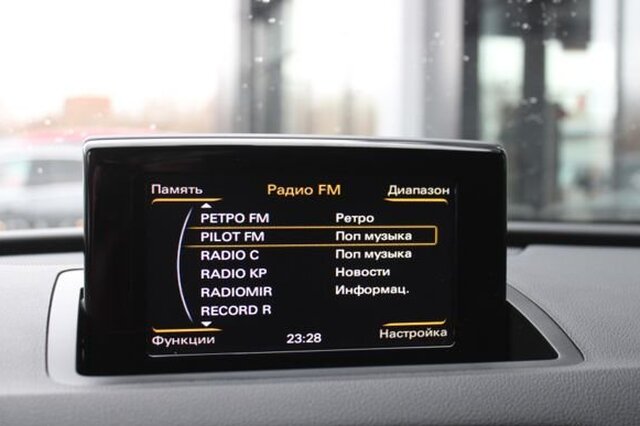 Память Радио FM Диапазон
РЕТРО FM Ретро
PILOT FM Поп музыка
RADIO C Поп музыка
RADIO KP Новости
RADIOMIR Информац.
RECORD R
Функции 23:28 Настройка